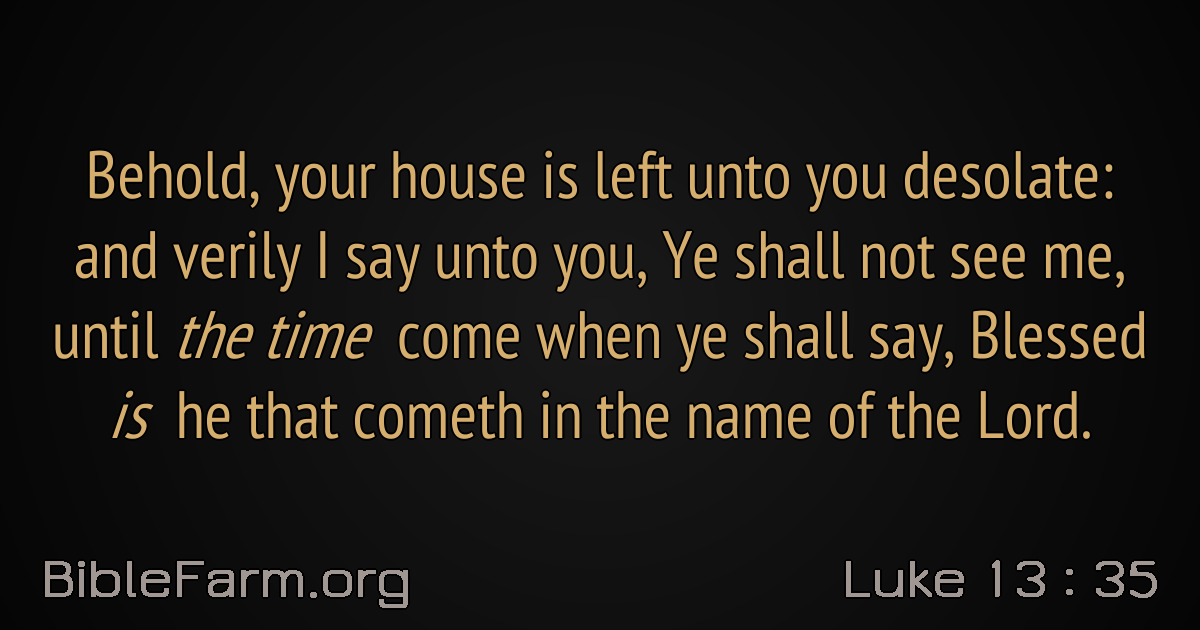 Behold, your house is left unto you desolate:
and verily I say unto you, Ye shall not see me,
until the time come when ye shall say, Blessed
is he that cometh in the name of the Lord.
BibleFarm.org
Luke 13 : 35